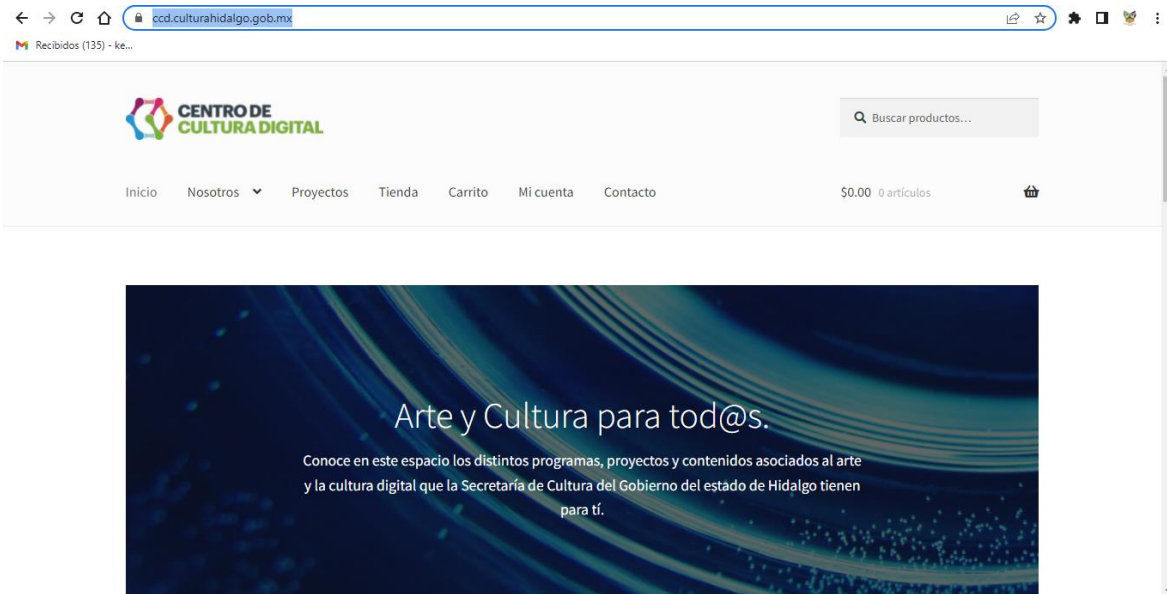 ccd.culturahidalgo.gob.mx
Recibidos (135) - ke...
CENTRO DE
CULTURA DIGITAL
Buscar productos...
Inicio Nosotros Proyectos Tienda Carrito Mi cuenta Contacto $0.00 0 artículos
Arte y Cultura para tod@s.
Conoce en este espacio los distintos programas, proyectos y contenidos asociados al arte
y la cultura digital que la Secretaría de Cultura del Gobierno del estado de Hidalgo tienen
para tí.